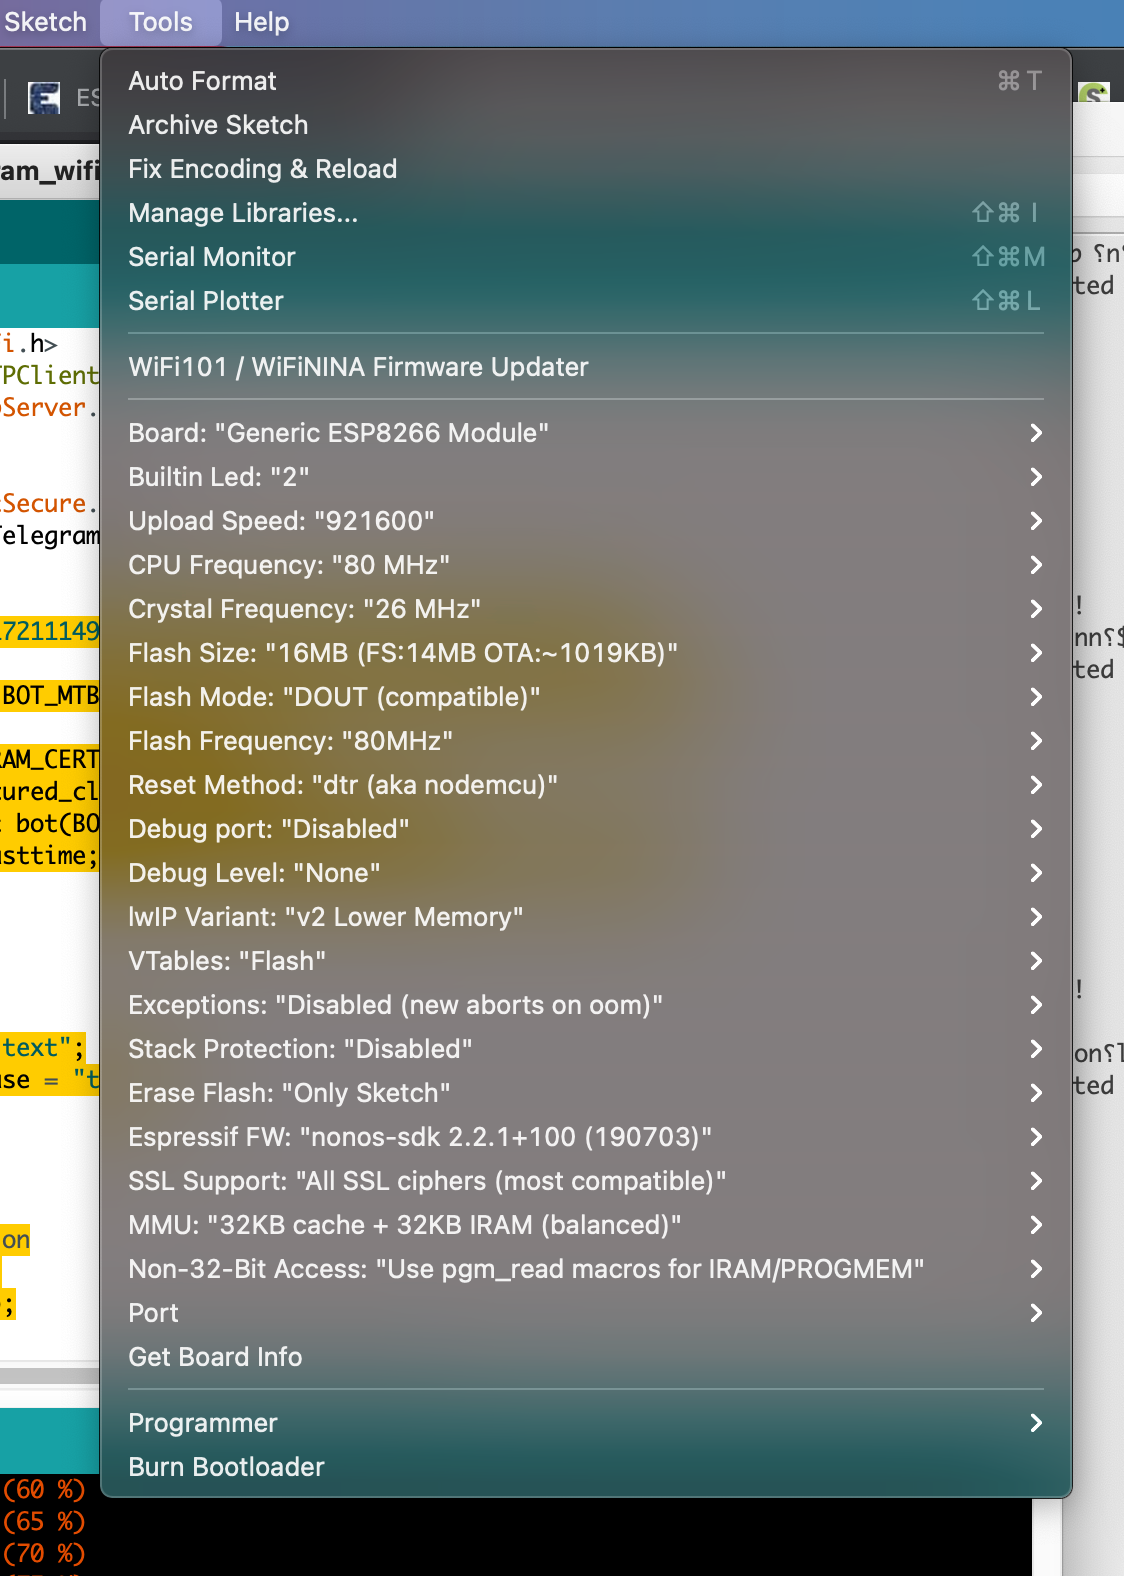 Sketch Tools Help
Auto Format ⌘ T
ES
Archive Sketch
Fix Encoding & Reload
am_wifi
Manage Libraries... ⇧⌘ I
Serial Monitor ⇧⌘M
Serial Plotter ⇧⌘ L
ted
i.h>
WiFi101 / WiFiNINA Firmware Updater
PClient
Server.
Board: "Generic ESP8266 Module"
Builtin Led: "2"
Secure.
Upload Speed: "921600"
elegram
CPU Frequency: "80 MHz"
Crystal Frequency: "26 MHz"
!
17211149
nn⸮$
Flash Size: "16MB (FS:14MB OTA:~1019KB)"
ted
Flash Mode: "DOUT (compatible)"
BOT_MTB
Flash Frequency: "80MHz"
RAM_CERT
Reset Method: "dtr (aka nodemcu)"
ured_cl
Debug port: "Disabled"
bot(BO
asttime;
Debug Level: "None"
lwIP Variant: "v2 Lower Memory"
VTables: "Flash"
!
Exceptions: "Disabled (new aborts on oom)"
text";
Stack Protection: "Disabled"
on⸮l
use = "t
ted
Erase Flash: "Only Sketch"
Espressif FW: "nonos-sdk 2.2.1+100 (190703)"
SSL Support: "All SSL ciphers (most compatible)"
MMU: "32KB cache + 32KB IRAM (balanced)"
on
Non-32-Bit Access: "Use pgm_read macros for IRAM/PROGMEM"
;
Port
Get Board Info
Programmer
Burn Bootloader
(60 %)
(65 %)
(70 %)